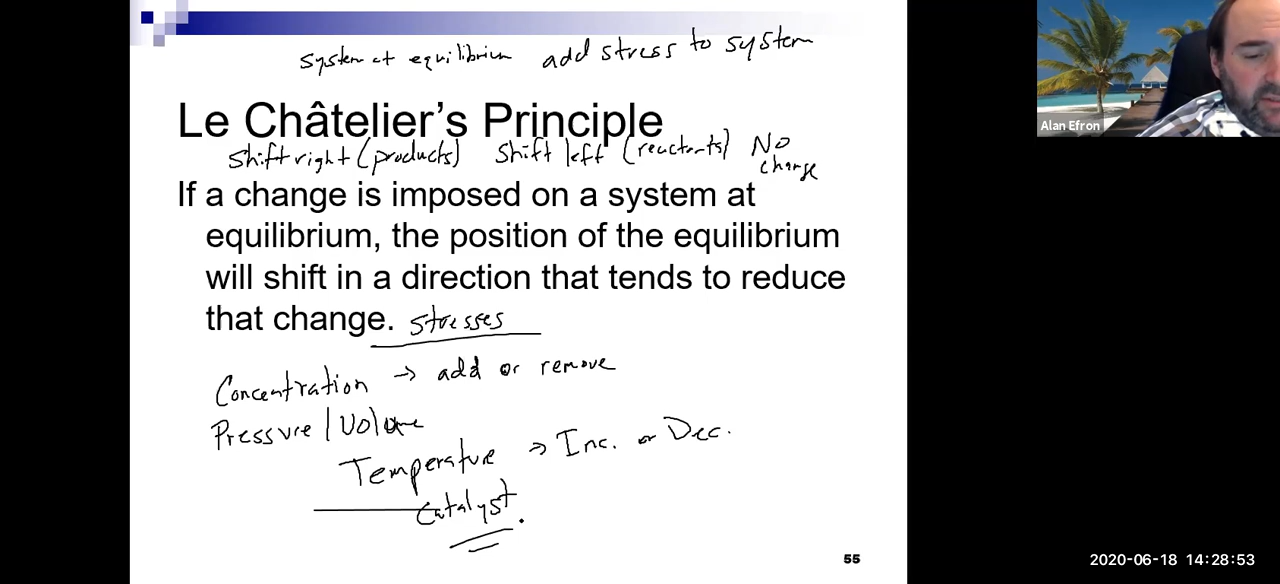 system at equilibrium add stress to system
Le Châtelier's Principle
Shift right (products) Shift left (reactants) No change
If a change is imposed on a system at
equilibrium, the position of the equilibrium
will shift in a direction that tends to reduce
that change. stresses
Concentration → add or remove
Pressure / Volume
Temperature ⇒ Inc. or Dec.
Catalyst.
55
Alan Efron
2020-06-18 14:28:53